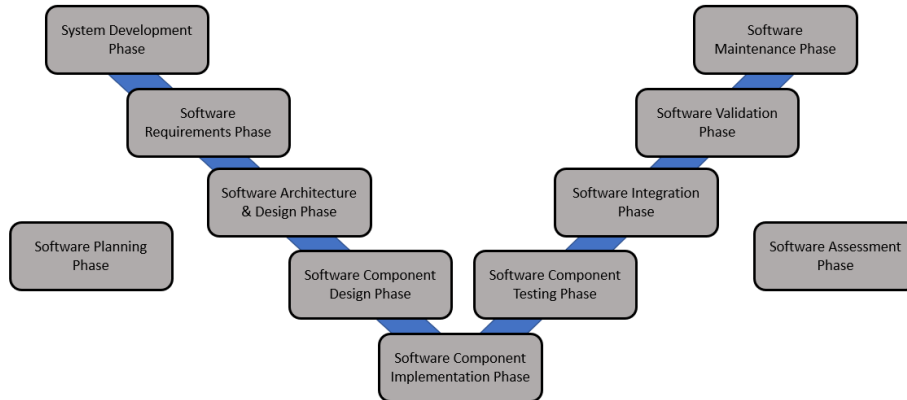 System Development
Phase
Software
Maintenance Phase
Software
Requirements Phase
Software Validation
Phase
Software Architecture
& Design Phase
Software Integration
Phase
Software Planning
Phase
Software Assessment
Phase
Software Component
Design Phase
Software Component
Testing Phase
Software Component
Implementation Phase